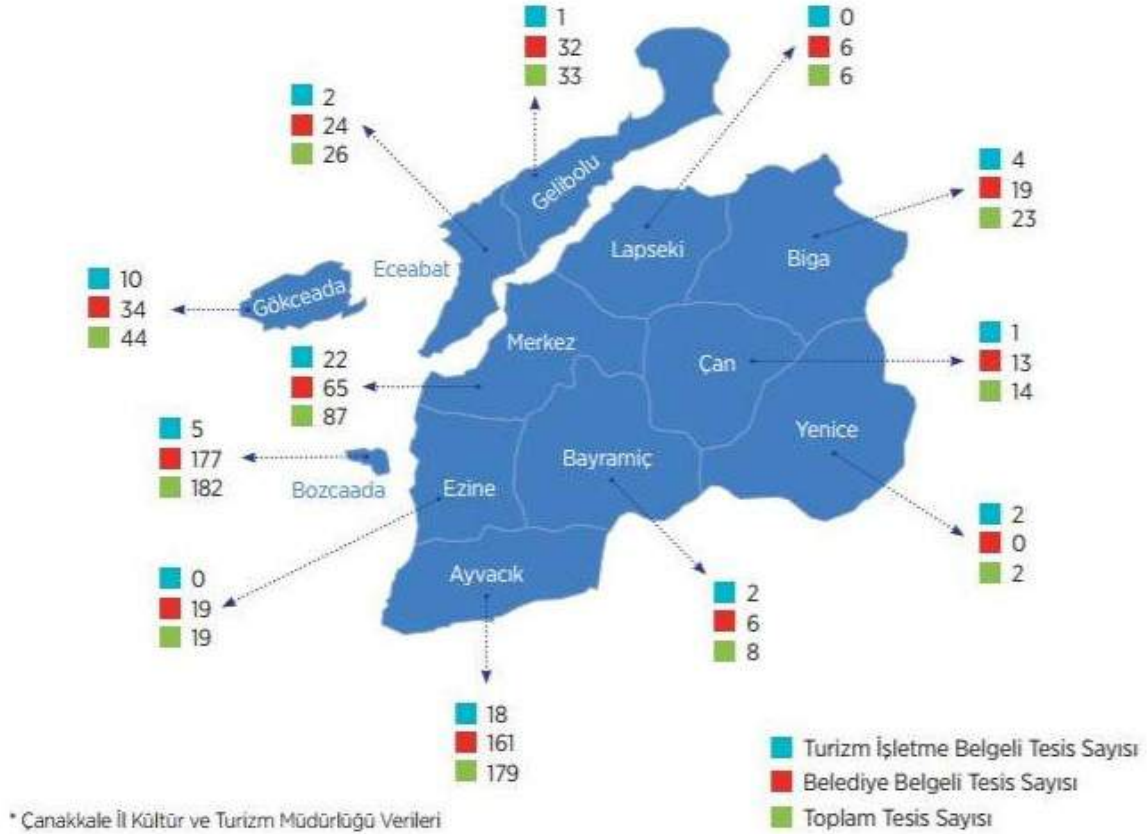 1
32
33
0
6
6
2
24
26
4
19
23
Gelibolu
Lapseki
Biga
Eceabat
10
34
44
Gökceada
Merkez
Çan
1
13
14
22
65
87
5
177
182
Bozcaada
Yenice
Bayramiç
Ezine
2
0
2
0
19
19
Ayvacık
2
6
8
18
161
179
Turizm İşletme Belgeli Tesis Sayısı
Belediye Belgeli Tesis Sayısı
Toplam Tesis Sayısı
* Çanakkale İl Kültür ve Turizm Müdürlüğü Verileri